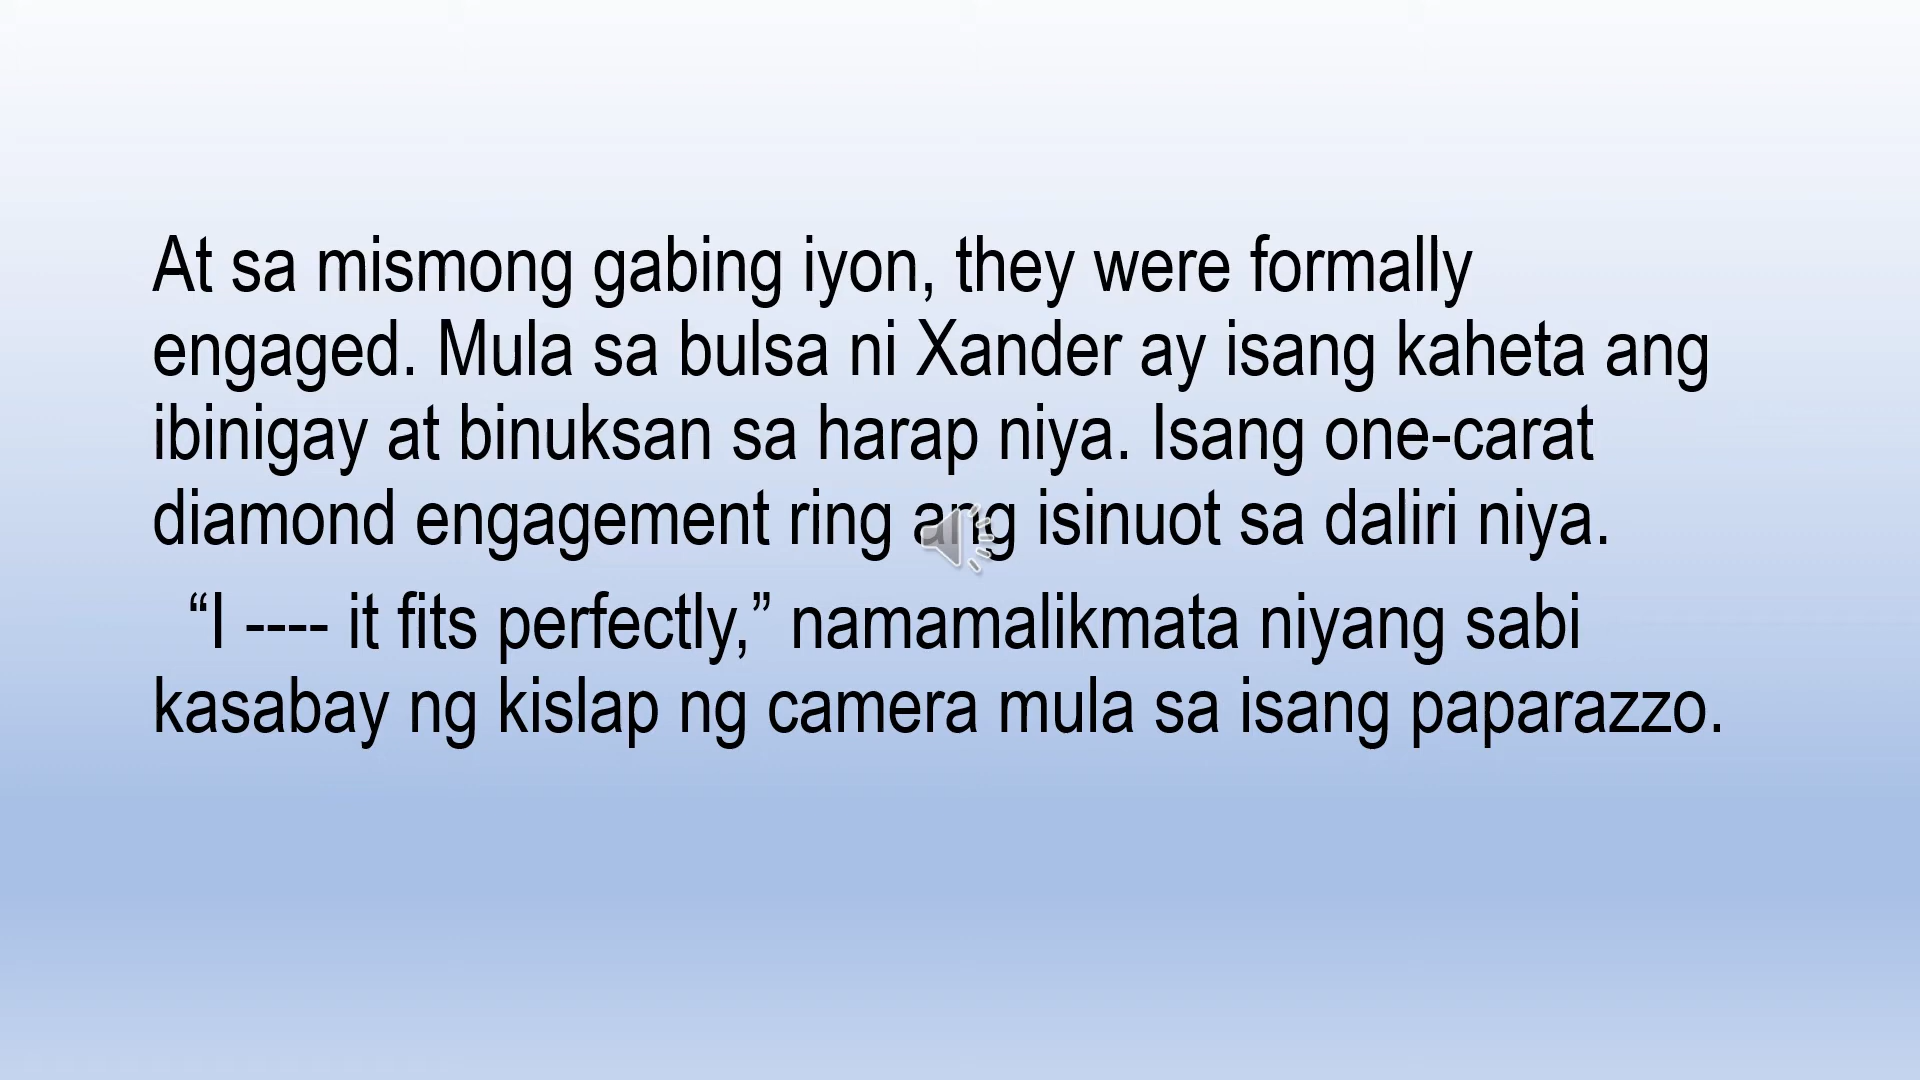 At sa mismong gabing iyon, they were formally
engaged. Mula sa bulsa ni Xander ay isang kaheta ang
ibinigay at binuksan sa harap niya. Isang one-carat
diamond engagement ring ang isinuot sa daliri niya.
“I ---- it fits perfectly,” namamalikmata niyang sabi
kasabay ng kislap ng camera mula sa isang paparazzo.